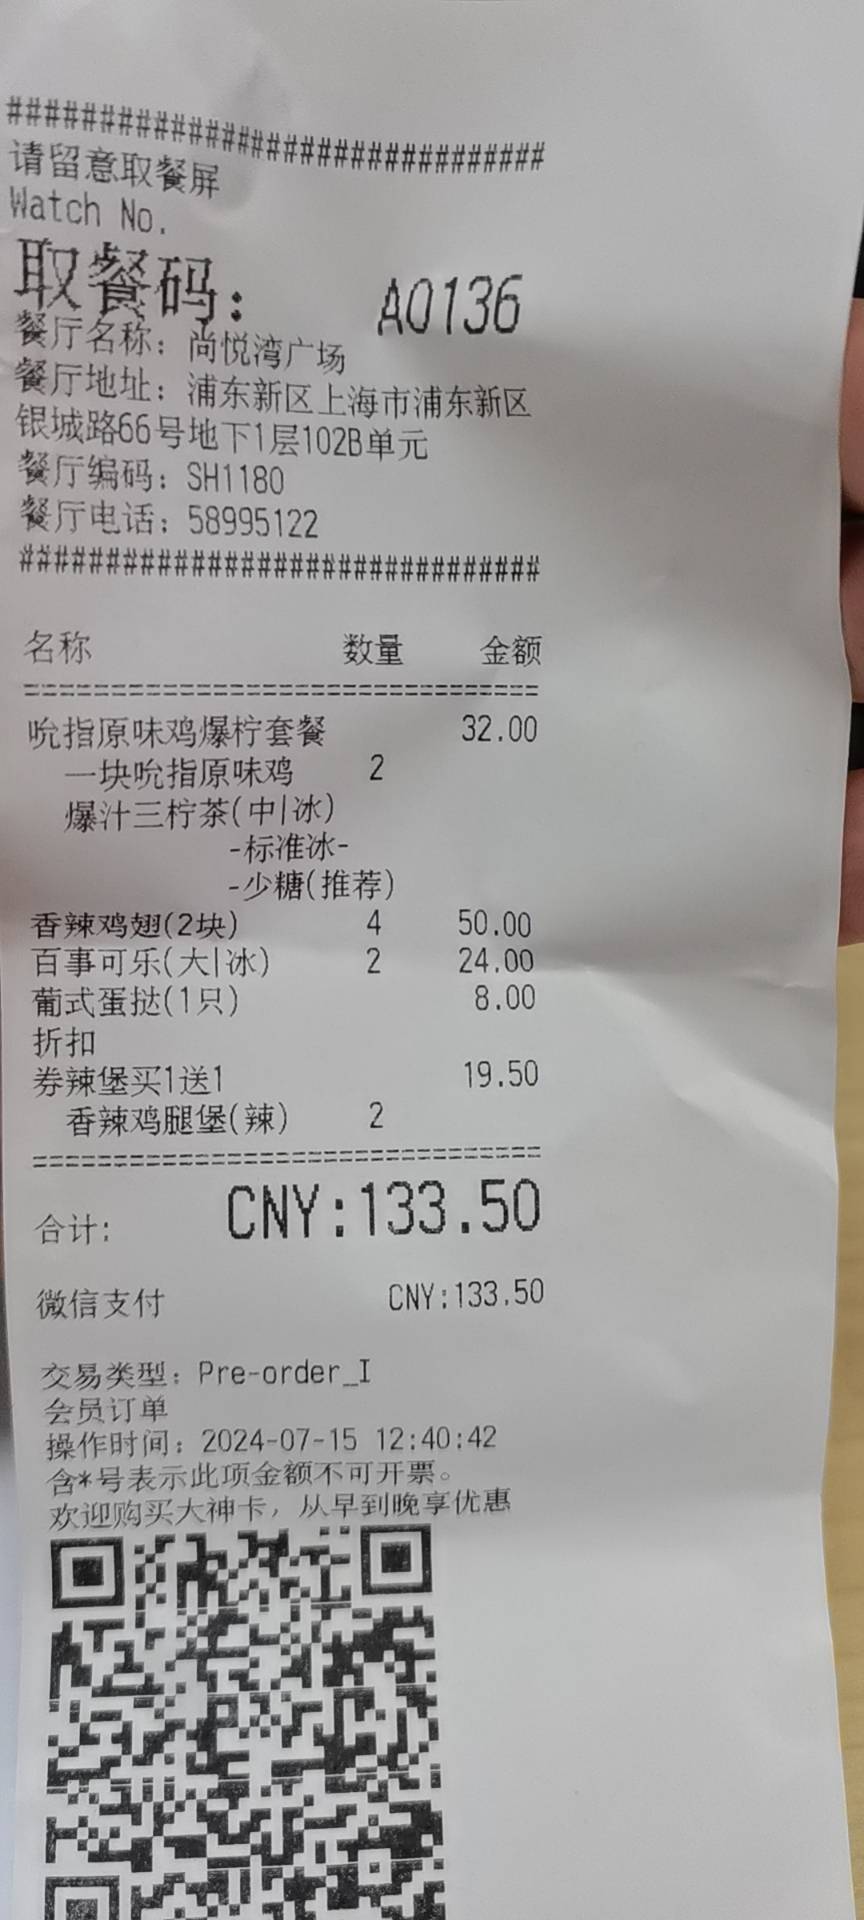 ################################
请留意取餐屏
Watch No.
取餐码: A0136
餐厅名称: 尚悦湾广场
餐厅地址: 浦东新区上海市浦东新区
银城路66号地下1层102B单元
餐厅编码: SH1180
餐厅电话: 58995122
################################
名称 数量 金额
================================
吮指原味鸡爆柠套餐 32.00
一块吮指原味鸡 2
爆汁三柠茶(中|冰)
-标准冰-
-少糖(推荐)
香辣鸡翅(2块) 4 50.00
百事可乐(大|冰) 2 24.00
葡式蛋挞(1只) 8.00
折扣
券辣堡买1送1 19.50
香辣鸡腿堡(辣) 2
================================
合计: CNY:133.50
微信支付 CNY:133.50
交易类型: Pre-order_I
会员订单
操作时间: 2024-07-15 12:40:42
含*号表示此项金额不可开票。
欢迎购买大神卡，从早到晚享优惠